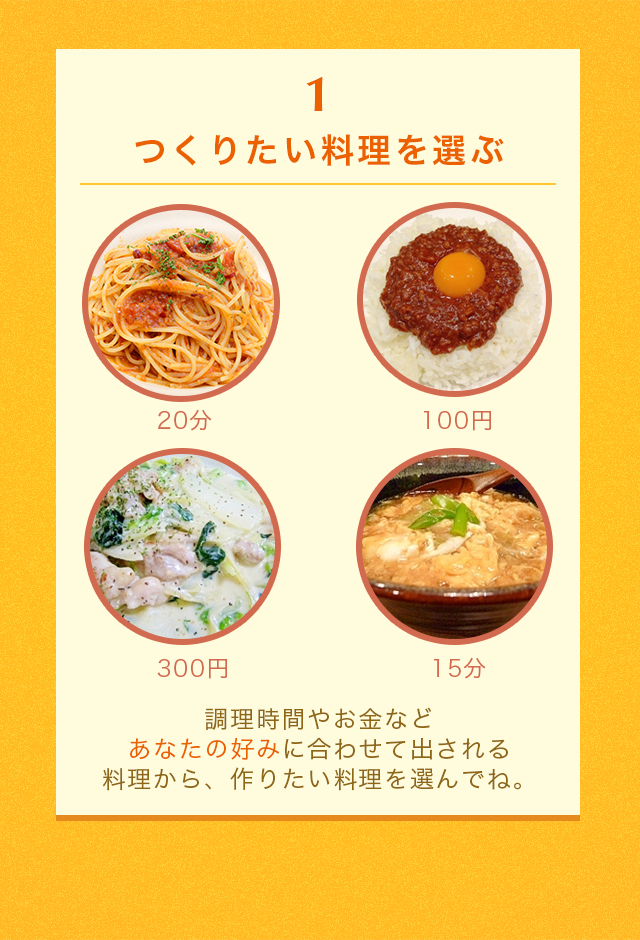 1
つくりたい料理を選ぶ
20分
100円
300円
15分
調理時間やお金など
あなたの好みに合わせて出される
料理から、作りたい料理を選んでね。